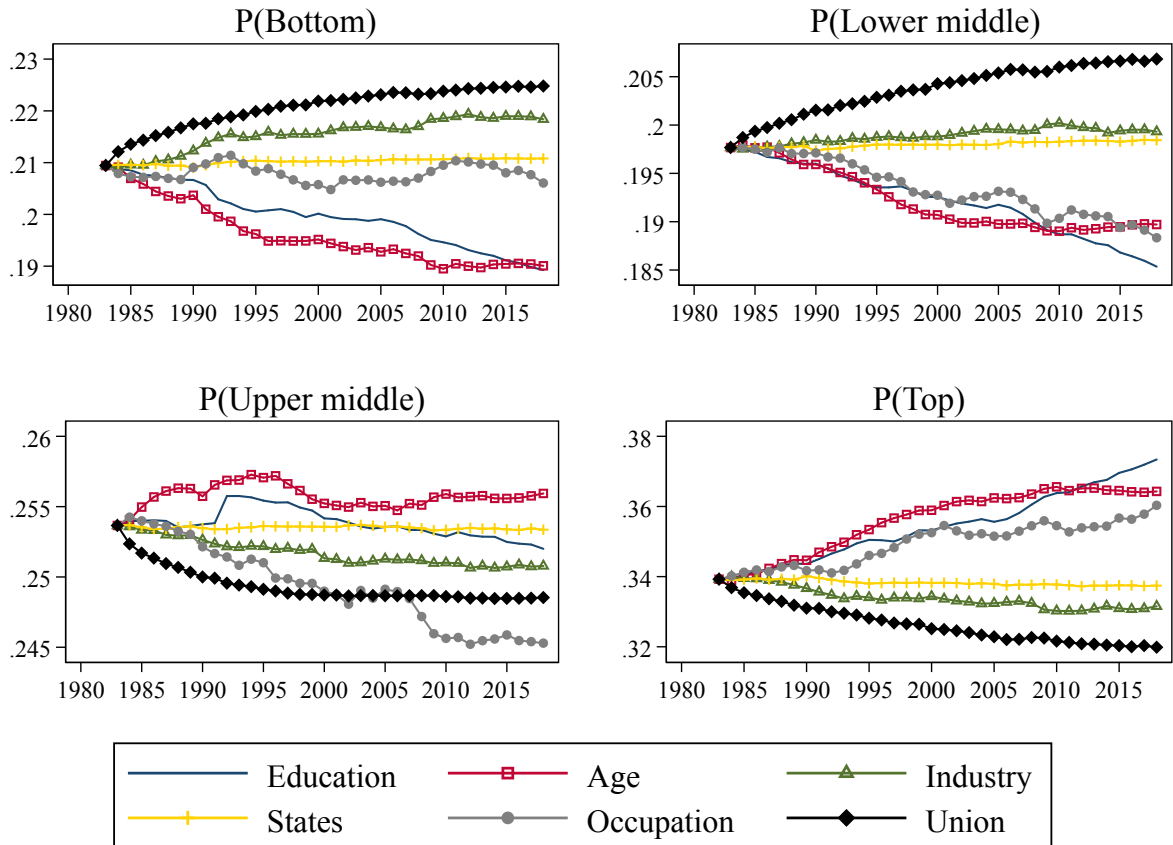 P(Bottom)
.23
.22
.21
.2
.19
1980 1985 1990 1995 2000 2005 2010 2015
P(Lower middle)
.205
.2
.195
.19
.185
1980 1985 1990 1995 2000 2005 2010 2015
P(Upper middle)
.26
.255
.25
.245
1980 1985 1990 1995 2000 2005 2010 2015
P(Top)
.38
.36
.34
.32
1980 1985 1990 1995 2000 2005 2010 2015
Education Age Industry
States Occupation Union